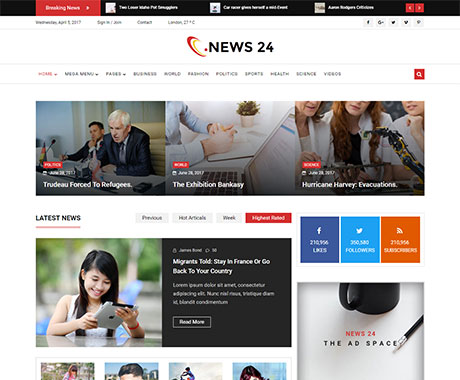 Breaking News
Two Loser Make Pot Smugglers
Car racer gives herself a mid-Event
Aaron Rodgers Criticizes
Wednesday, April 5, 2017
Sign In / Join
Contact
London, 27 °C
NEWS 24
HOME
MEGA MENU
PAGES
BUSINESS
WORLD
FASHION
POLITICS
SPORTS
HEALTH
SCIENCE
VIDEOS
POLITICS
June 28, 2017
Trudeau Forced To Refugees.
WORLD
June 28, 2017
The Exhibition Bankasy
SCIENCE
June 28, 2017
Hurricane Harvey: Evacuations.
LATEST NEWS
Previous
Hot Articals
Week
Highest Rated
James Bond
58
Migrants Told: Stay In France Or Go
Back To Your Country
Lorem ipsum dolor sit amet, consectetur
adipiscing elit. Nunc nisl risus, tristique diam
id, blandit condimentum
Read More
210,956
LIKES
350,580
FOLLOWERS
210,956
SUBSCRIBERS
NEWS 24
THE AD SPACE